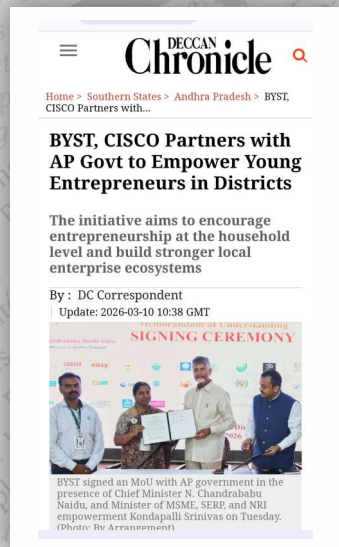 DECCAN
Chronicle
Home > Southern States > Andhra Pradesh > BYST,
CISCO Partners with...
BYST, CISCO Partners with
AP Govt to Empower Young
Entrepreneurs in Districts
The initiative aims to encourage
entrepreneurship at the household
level and build stronger local
enterprise ecosystems
By : DC Correspondent
Update: 2026-03-10 10:38 GMT
Memorandum of Understanding
SIGNING CEREMONY
BYST signed an MoU with AP government in the
presence of Chief Minister N. Chandrababu
Naidu, and Minister of MSME, SERP, and NRI
empowerment Kondapalli Srinivas on Tuesday.
(Photo: By Arrangement)